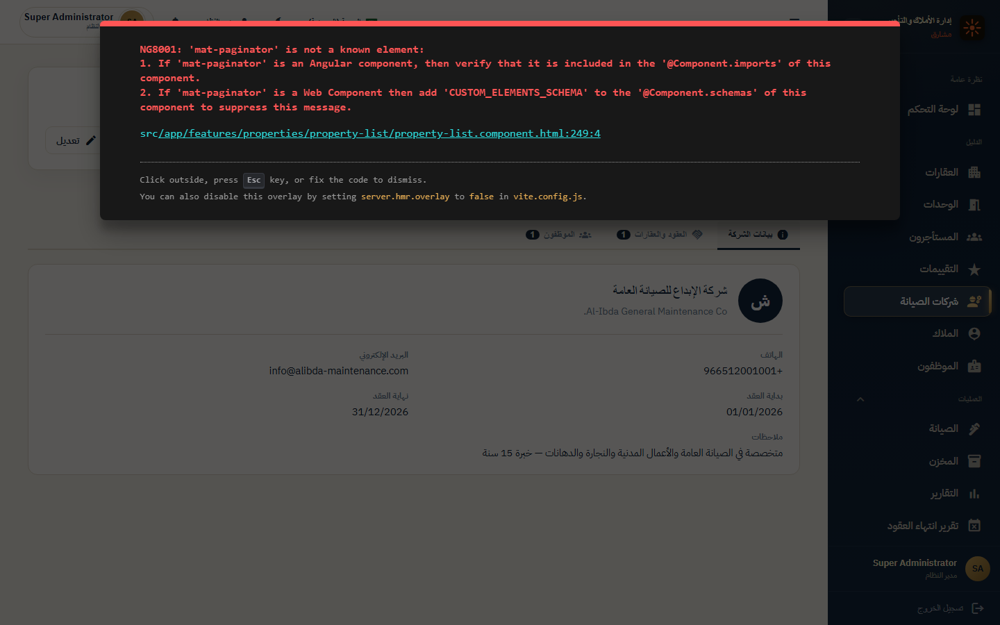 Super Administrator
SA
إدارة الأملاك والتأجير
مشارق
NG8001: 'mat-paginator' is not a known element:
1. If 'mat-paginator' is an Angular component, then verify that it is included in the '@Component.imports' of this
component.
2. If 'mat-paginator' is a Web Component then add 'CUSTOM_ELEMENTS_SCHEMA' to the '@Component.schemas' of this
component to suppress this message.
src/app/features/properties/property-list/property-list.component.html:249:4
Click outside, press Esc key, or fix the code to dismiss.
You can also disable this overlay by setting server.hmr.overlay to false in vite.config.js.
تعديل
بيانات الشركة
العقود والعقارات 1
الموظفون 1
ش
شركة الإبداع للصيانة العامة
Al-Ibda General Maintenance Co.
الهاتف
+966512001001
البريد الإلكتروني
info@alibda-maintenance.com
بداية العقد
01/01/2026
نهاية العقد
31/12/2026
ملاحظات
متخصصة في الصيانة العامة والأعمال المدنية والنجارة والدهانات — خبرة 15 سنة
نظرة عامة
لوحة التحكم
الدليل
العقارات
الوحدات
المستأجرون
التقييمات
شركات الصيانة
الملاك
الموظفون
العمليات
الصيانة
المخزن
التقارير
تقرير انتهاء العقود
Super Administrator
مدير النظام
SA
تسجيل الخروج